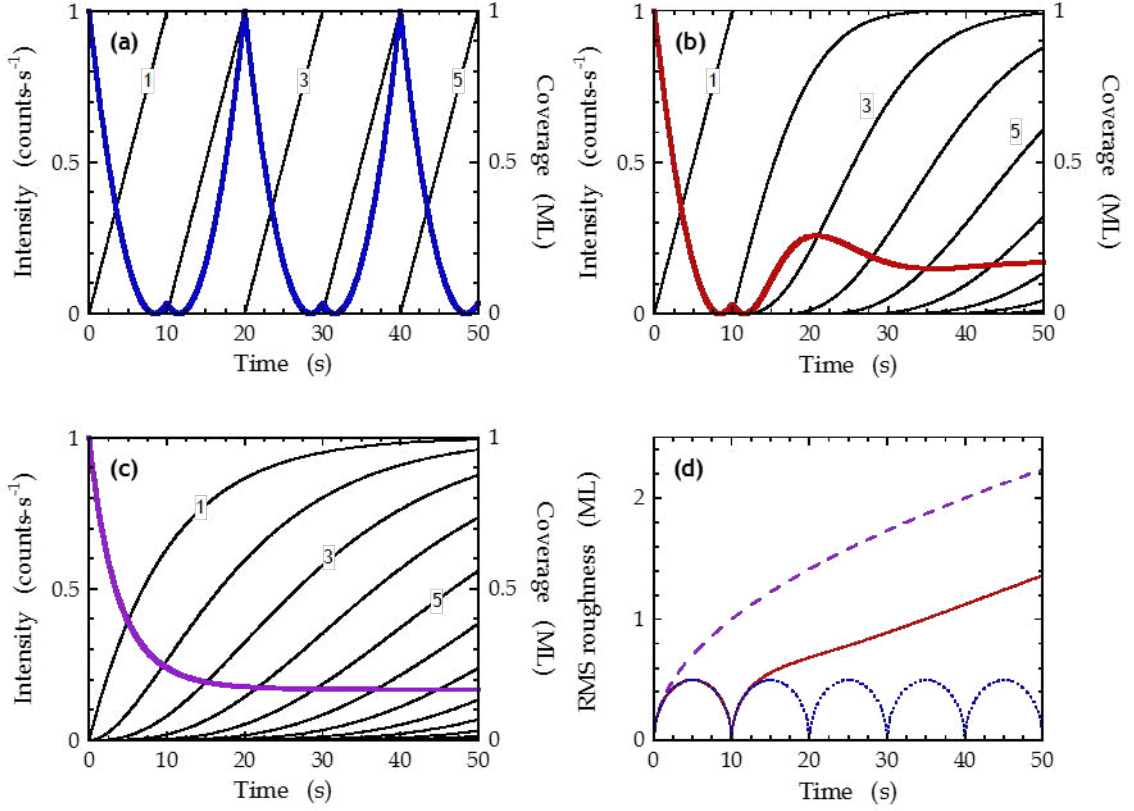 (a)
1
3
5
1
0.5
0
1
0.5
0
0 10 20 30 40 50
Intensity (counts-s⁻¹)
Coverage (ML)
Time (s)
(b)
1
3
5
1
0.5
0
1
0.5
0
0 10 20 30 40 50
Intensity (counts-s⁻¹)
Coverage (ML)
Time (s)
(c)
1
3
5
1
0.5
0
1
0.5
0
0 10 20 30 40 50
Intensity (counts-s⁻¹)
Coverage (ML)
Time (s)
(d)
2
1
0
0 10 20 30 40 50
RMS roughness (ML)
Time (s)